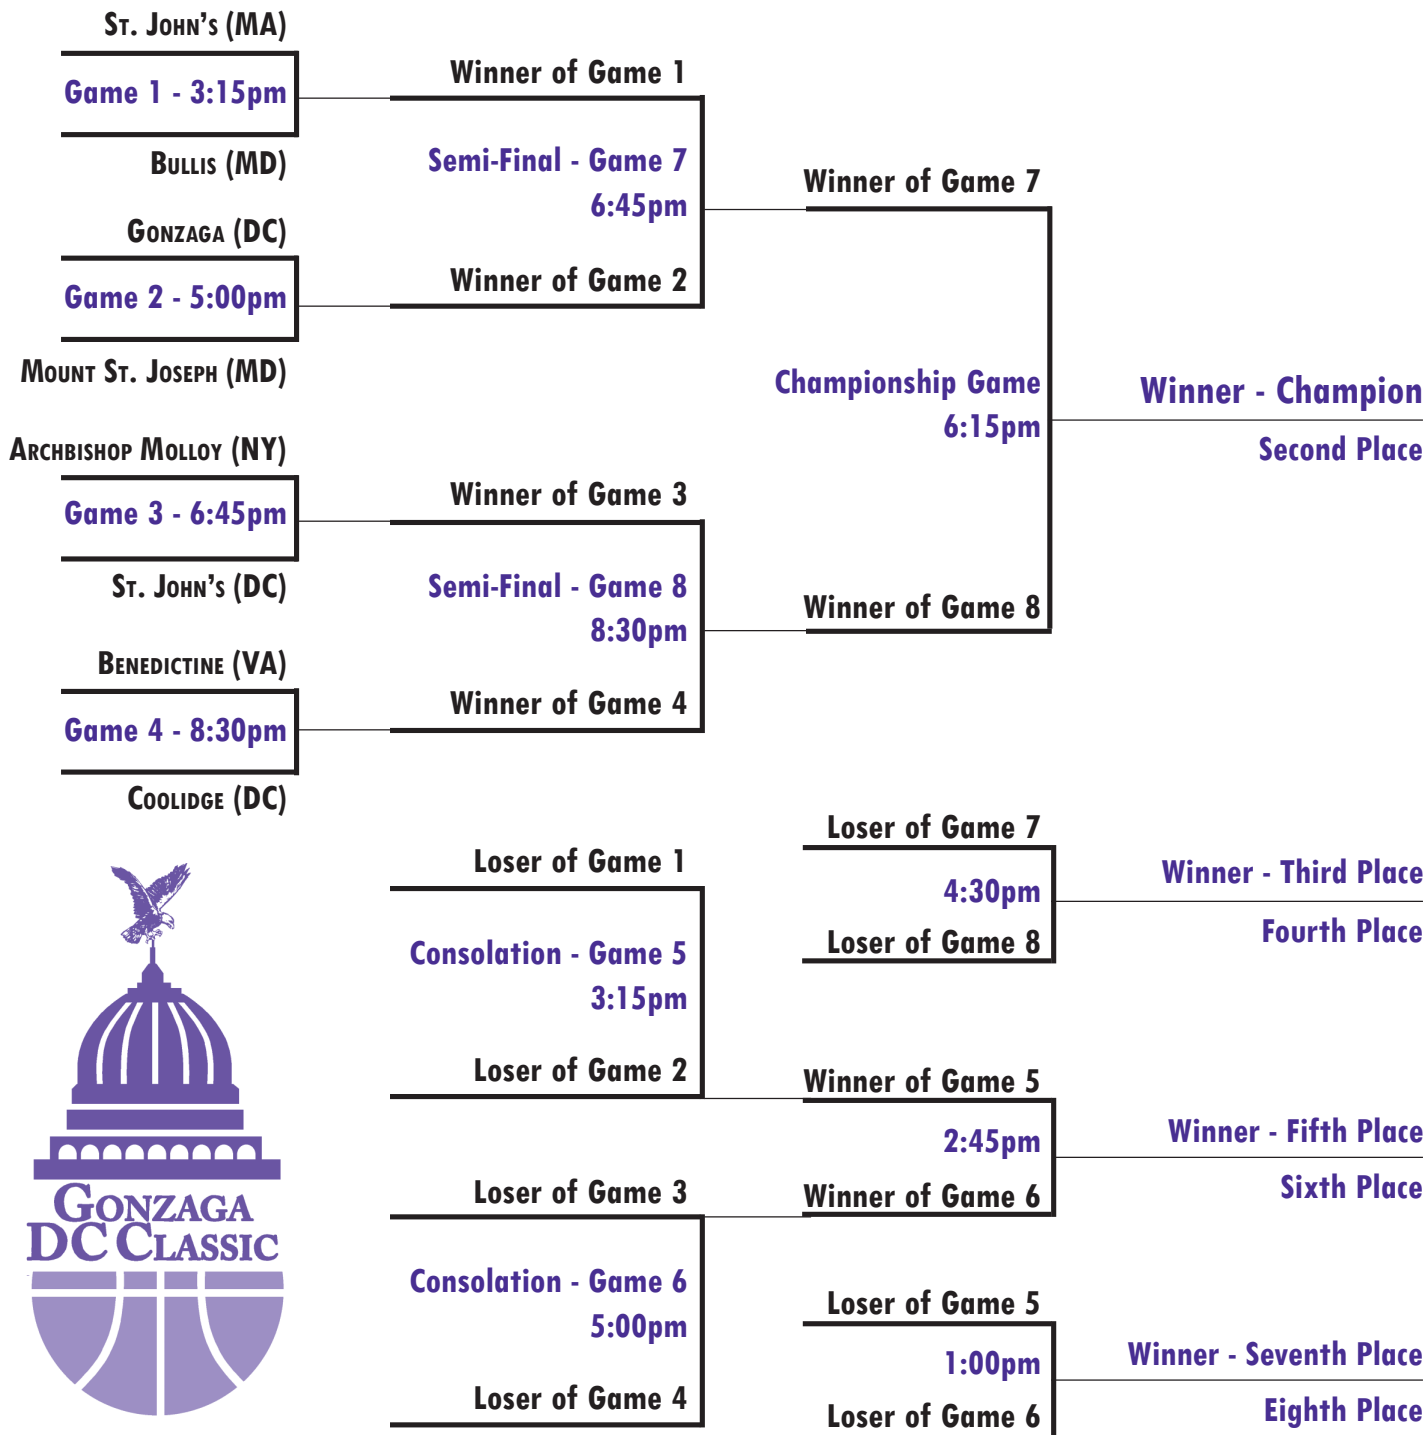 St. John's (MA)
Game 1 - 3:15pm
Bullis (MD)
Gonzaga (DC)
Game 2 - 5:00pm
Mount St. Joseph (MD)
Archbishop Molloy (NY)
Game 3 - 6:45pm
St. John's (DC)
Benedictine (VA)
Game 4 - 8:30pm
Coolidge (DC)
Winner of Game 1
Semi-Final - Game 7
6:45pm
Winner of Game 2
Winner of Game 3
Semi-Final - Game 8
8:30pm
Winner of Game 4
Winner of Game 7
Championship Game
6:15pm
Winner of Game 8
Winner - Champion
Second Place
Loser of Game 1
Consolation - Game 5
3:15pm
Loser of Game 2
Loser of Game 3
Consolation - Game 6
5:00pm
Loser of Game 4
Loser of Game 7
4:30pm
Loser of Game 8
Winner - Third Place
Fourth Place
Winner of Game 5
2:45pm
Winner of Game 6
Winner - Fifth Place
Sixth Place
Loser of Game 5
1:00pm
Loser of Game 6
Winner - Seventh Place
Eighth Place
Gonzaga
DC Classic